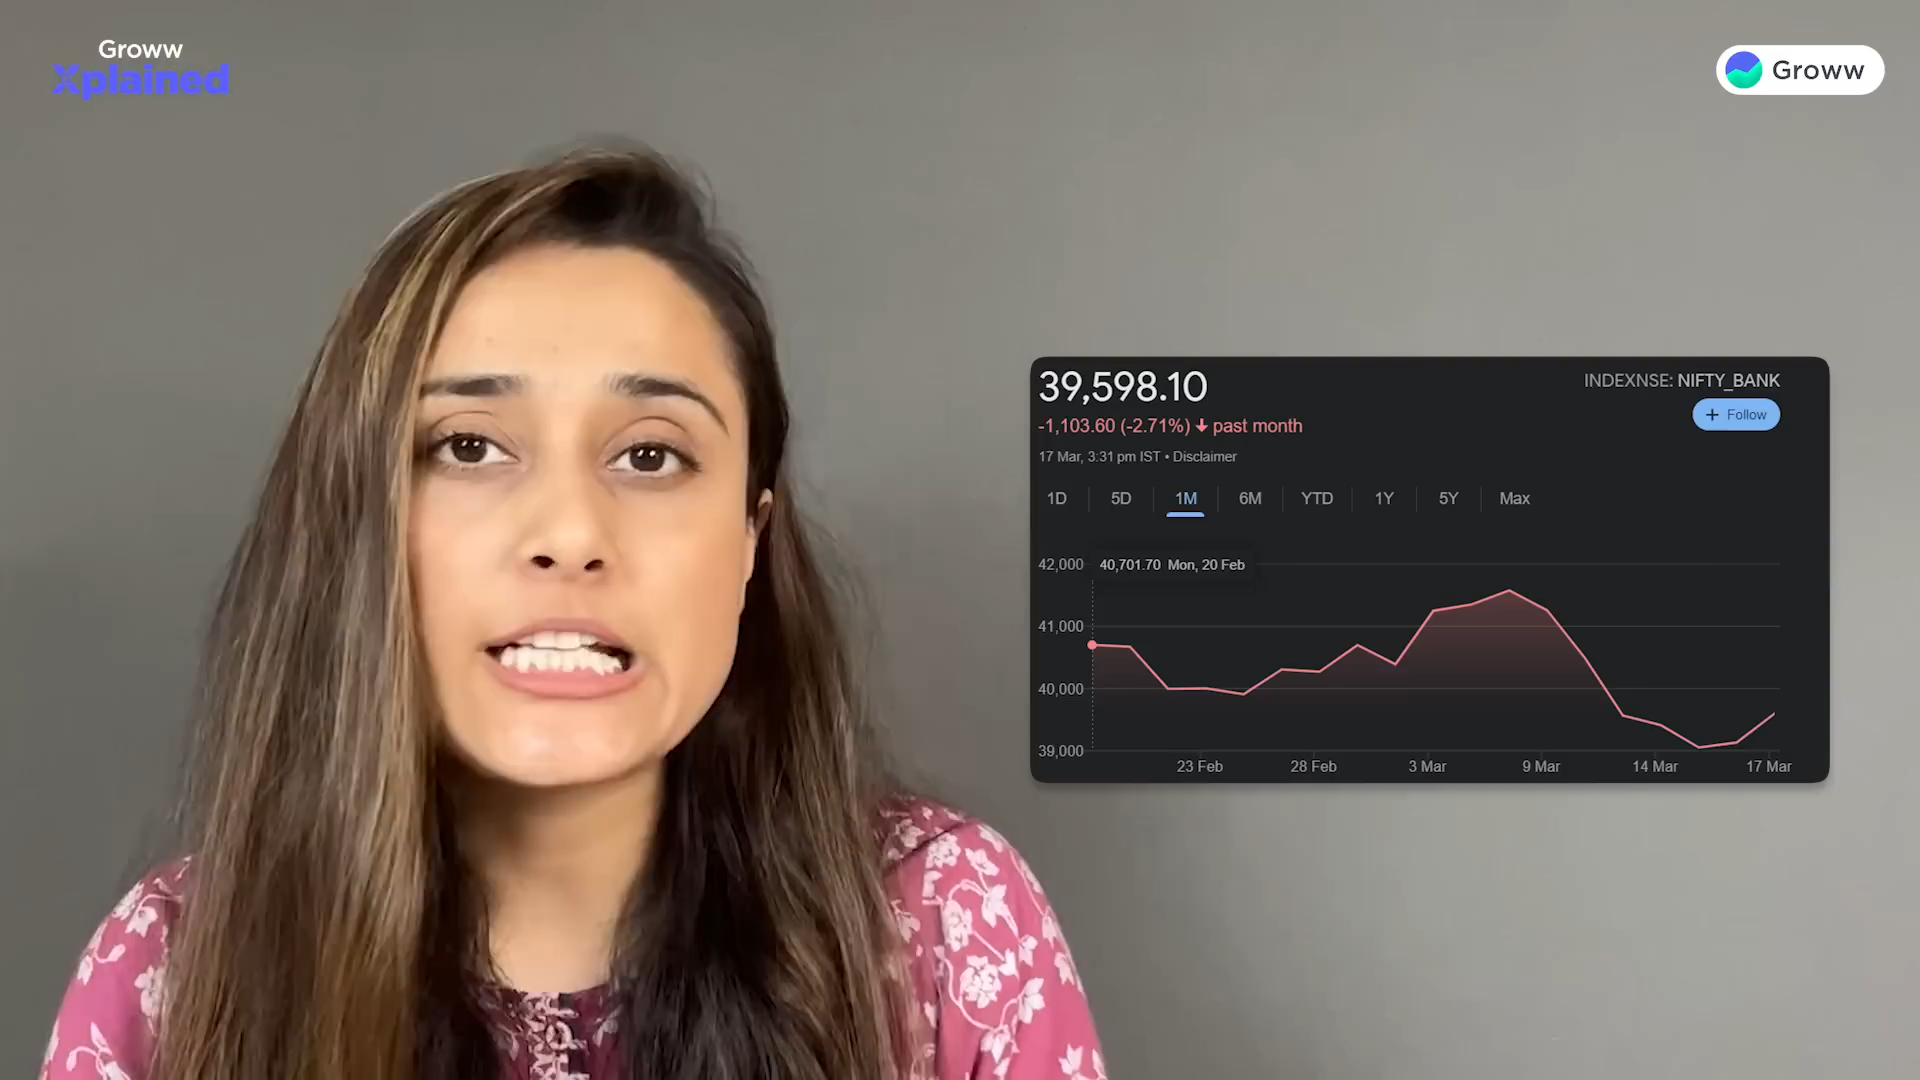 Groww
Xplained
Groww
39,598.10
INDEXNSE: NIFTY_BANK
-1,103.60 (-2.71%) ↓ past month
+ Follow
17 Mar, 3:31 pm IST • Disclaimer
1D 5D 1M 6M YTD 1Y 5Y Max
42,000
40,701.70 Mon, 20 Feb
41,000
40,000
39,000
23 Feb 28 Feb 3 Mar 9 Mar 14 Mar 17 Mar